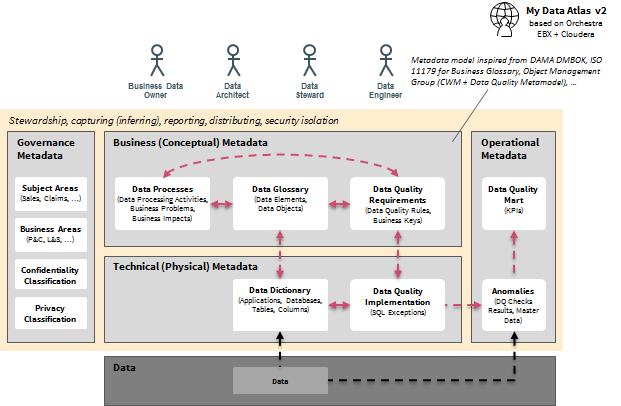 My Data Atlas v2
based on Orchestra
EBX + Cloudera
Metadata model inspired from DAMA DMBOK, ISO
11179 for Business Glossary, Object Management
Group (CWM + Data Quality Metamodel), ...
Business Data
Owner
Data
Architect
Data
Steward
Data
Engineer
Stewardship, capturing (inferring), reporting, distributing, security isolation
Governance
Metadata
Subject Areas
(Sales, Claims, ...)
Business Areas
(P&C, L&S, ...)
Confidentiality
Classification
Privacy
Classification
Business (Conceptual) Metadata
Data Processes
(Data Processing Activities,
Business Problems,
Business Impacts)
Data Glossary
(Data Elements,
Data Objects)
Data Quality
Requirements
(Data Quality Rules,
Business Keys)
Technical (Physical) Metadata
Data Dictionary
(Applications, Databases,
Tables, Columns)
Data Quality
Implementation
(SQL Exceptions)
Operational
Metadata
Data Quality
Mart
(KPIs)
Anomalies
(DQ Checks
Results, Master
Data)
Data
Data